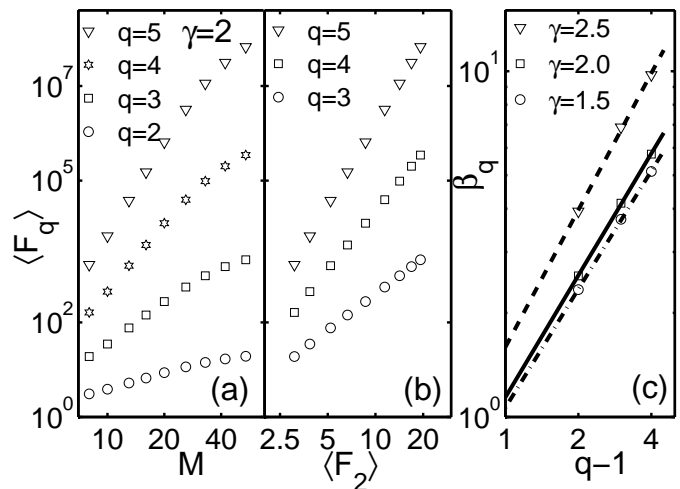 ▽ q=5 γ=2
✡ q=4
□ q=3
○ q=2
10^7
10^5
10^2
10^0
⟨F_q⟩
10 20 40
M
(a)
▽ q=5
□ q=4
○ q=3
2.5 5 10 20
⟨F_2⟩
(b)
▽ γ=2.5
□ γ=2.0
○ γ=1.5
10^1
10^0
β_q
1 2 3 4
q−1
(c)